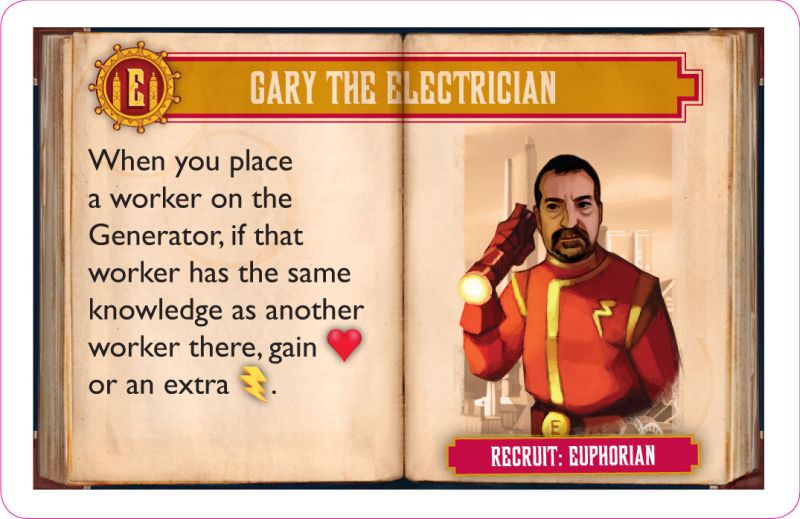 E
GARY THE ELECTRICIAN
When you place
a worker on the
Generator, if that
worker has the same
knowledge as another
worker there, gain ❤️
or an extra ⚡.
E
RECRUIT: EUPHORIAN